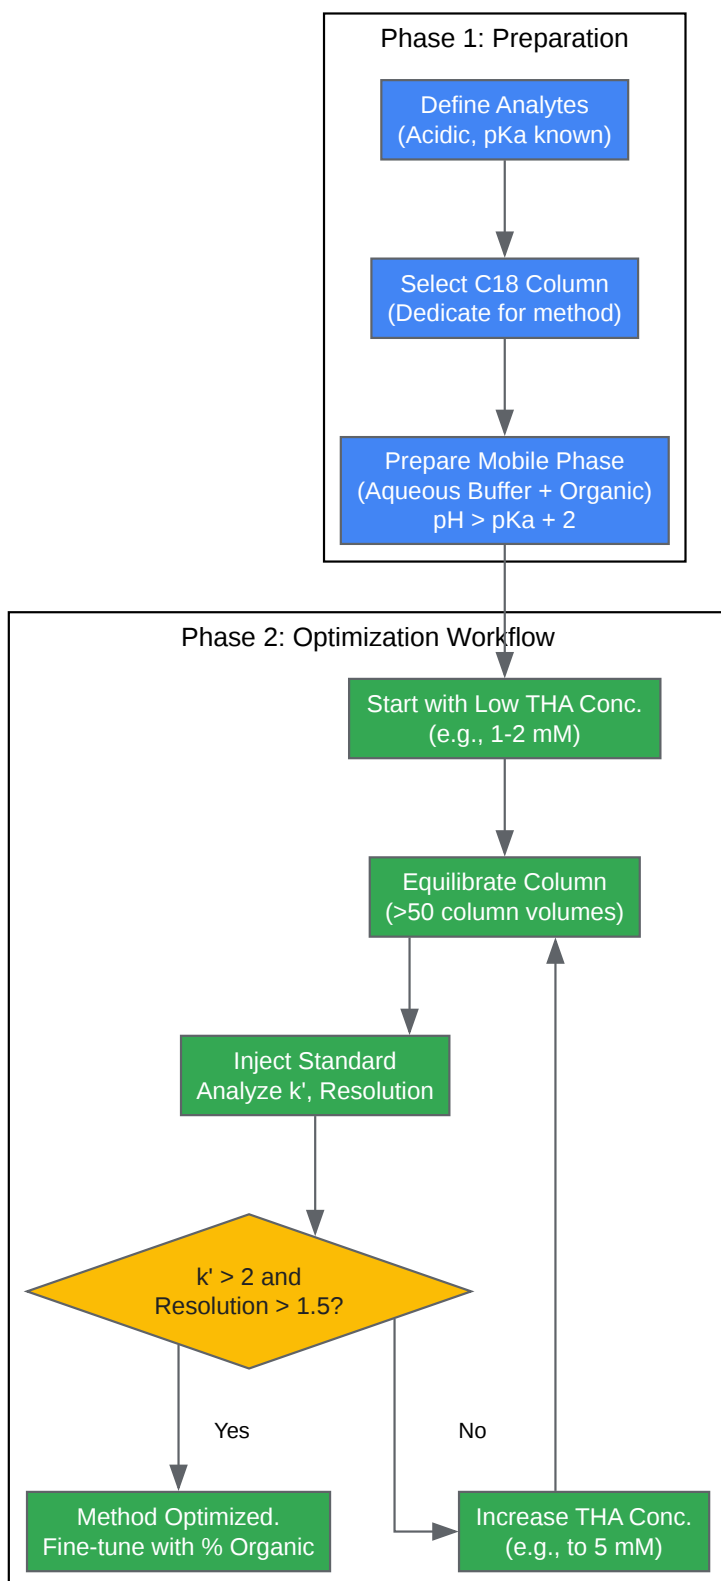 Phase 1: Preparation
Define Analytes
(Acidic, pKa known)
Select C18 Column
(Dedicate for method)
Prepare Mobile Phase
(Aqueous Buffer + Organic)
pH > pKa + 2
Phase 2: Optimization Workflow
Start with Low THA Conc.
(e.g., 1-2 mM)
Equilibrate Column
(>50 column volumes)
Inject Standard
Analyze k', Resolution
k' > 2 and
Resolution > 1.5?
Yes
No
Method Optimized.
Fine-tune with % Organic
Increase THA Conc.
(e.g., to 5 mM)